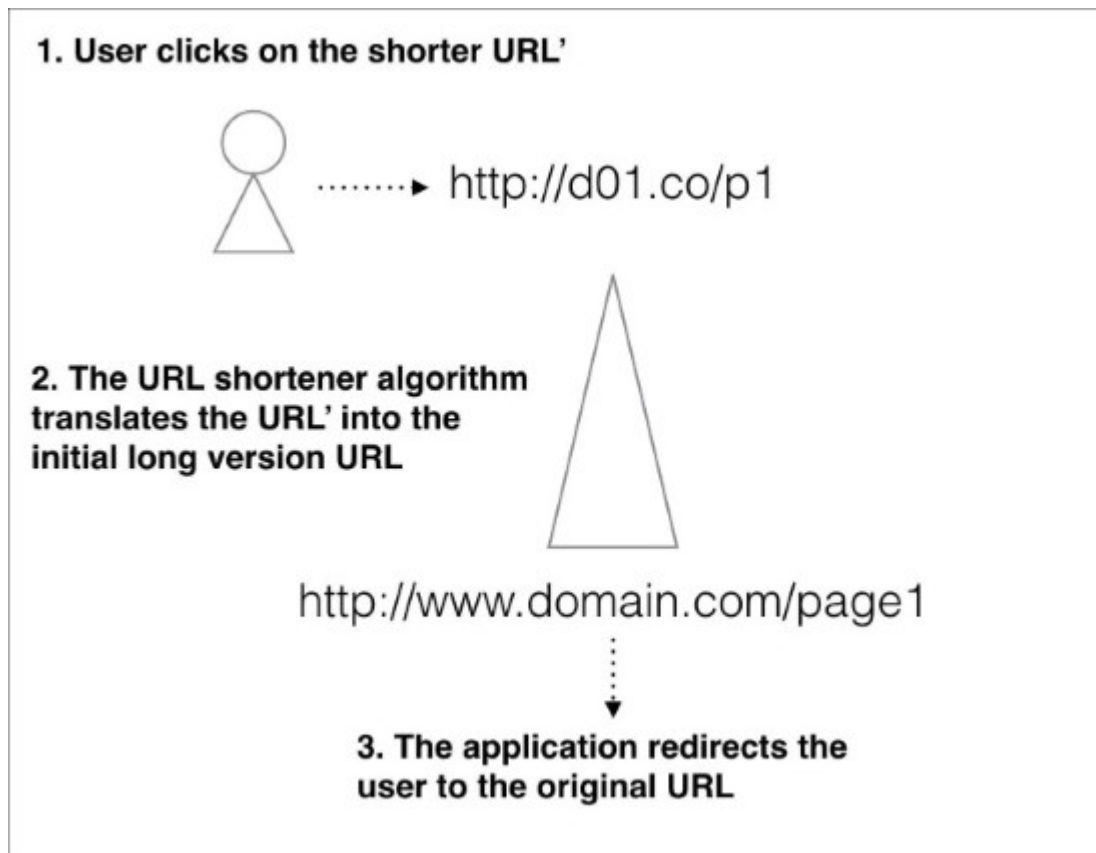 1. User clicks on the shorter URL’
http://d01.co/p1
2. The URL shortener algorithm
translates the URL’ into the
initial long version URL
http://www.domain.com/page1
3. The application redirects the
user to the original URL